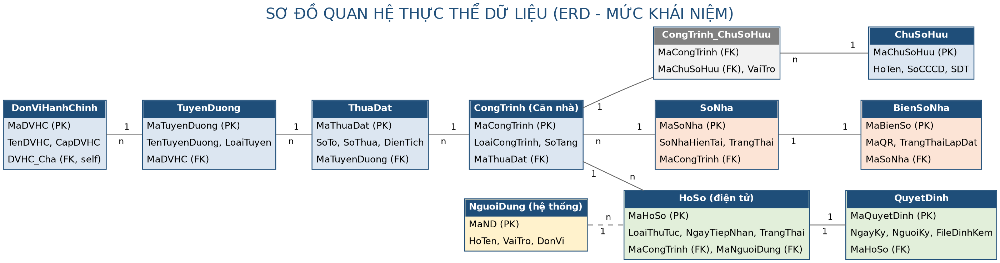 SƠ ĐỒ QUAN HỆ THỰC THỂ DỮ LIỆU (ERD - MỨC KHÁI NIỆM)
DonViHanhChinh
MaDVHC (PK)
TenDVHC, CapDVHC
DVHC_Cha (FK, self)
1
n
TuyenDuong
MaTuyenDuong (PK)
TenTuyenDuong, LoaiTuyen
MaDVHC (FK)
1
n
ThuaDat
MaThuaDat (PK)
SoTo, SoThua, DienTich
MaTuyenDuong (FK)
1
n
CongTrinh (Căn nhà)
MaCongTrinh (PK)
LoaiCongTrinh, SoTang
MaThuaDat (FK)
1
CongTrinh_ChuSoHuu
MaCongTrinh (FK)
MaChuSoHuu (FK), VaiTro
1
n
ChuSoHuu
MaChuSoHuu (PK)
HoTen, SoCCCD, SDT
1
n
SoNha
MaSoNha (PK)
SoNhaHienTai, TrangThai
MaCongTrinh (FK)
1
1
BienSoNha
MaBienSo (PK)
MaQR, TrangThaiLapDat
MaSoNha (FK)
1
n
NguoiDung (hệ thống)
MaND (PK)
HoTen, VaiTro, DonVi
n
1
HoSo (điện tử)
MaHoSo (PK)
LoaiThuTuc, NgayTiepNhan, TrangThai
MaCongTrinh (FK), MaNguoiDung (FK)
1
1
QuyetDinh
MaQuyetDinh (PK)
NgayKy, NguoiKy, FileDinhKem
MaHoSo (FK)